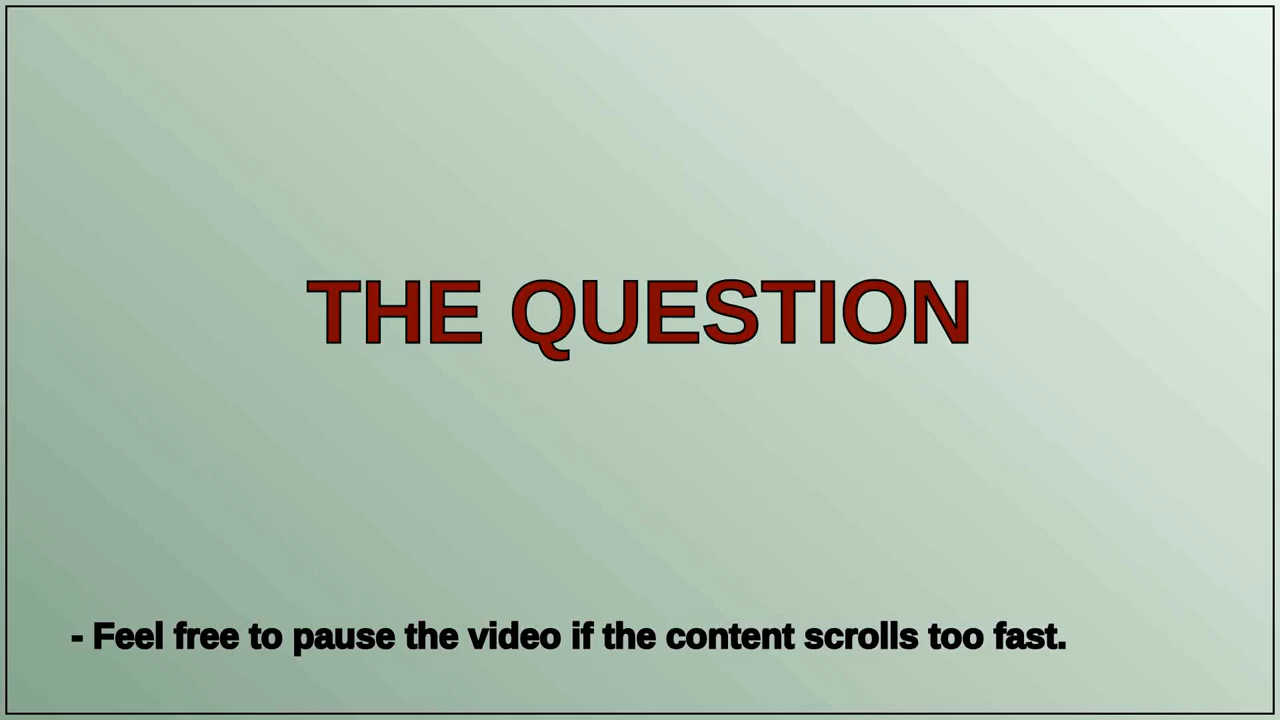 THE QUESTION
- Feel free to pause the video if the content scrolls too fast.